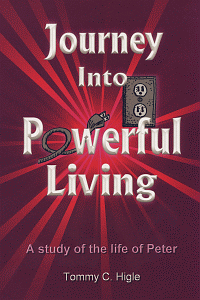 Journey
Into
Powerful
Living
A study of the life of Peter
Tommy C. Higle